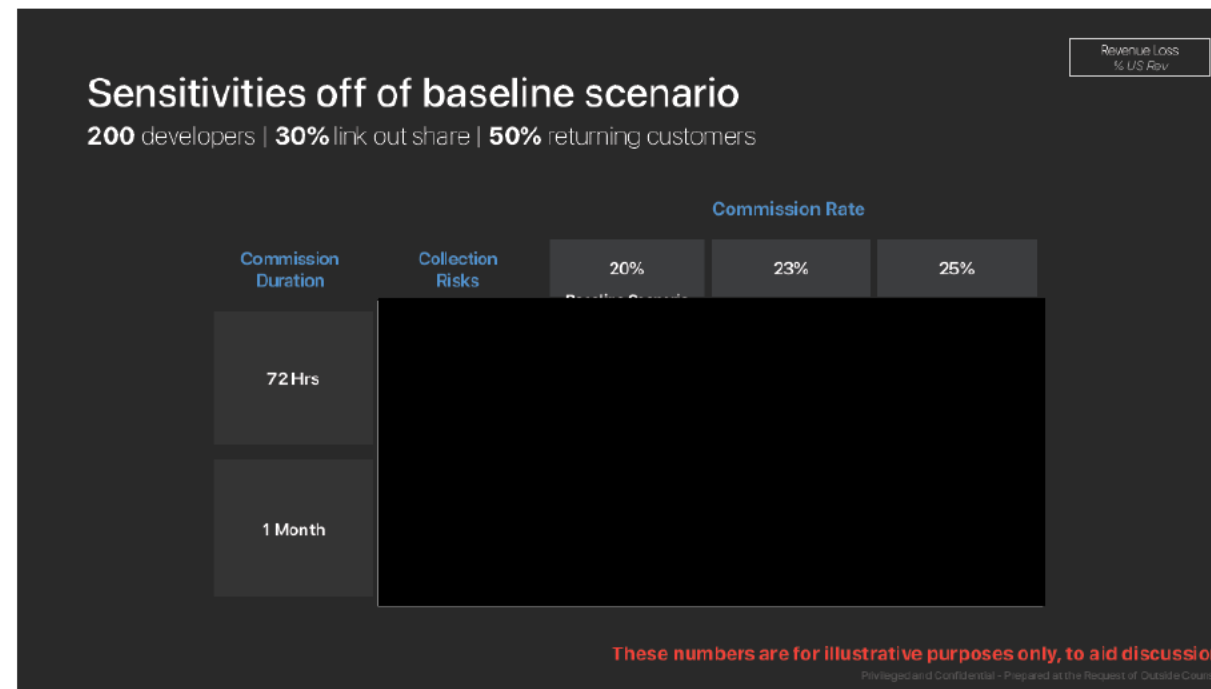 Revenue Loss
% US Rev
Sensitivities off of baseline scenario
200 developers | 30% link out share | 50% returning customers
Commission Rate
Commission
Duration
Collection
Risks
20%
23%
25%
Baseline Scenario
72 Hrs
1 Month
These numbers are for illustrative purposes only, to aid discussio
Privileged and Confidential - Prepared at the Request of Outside Coun